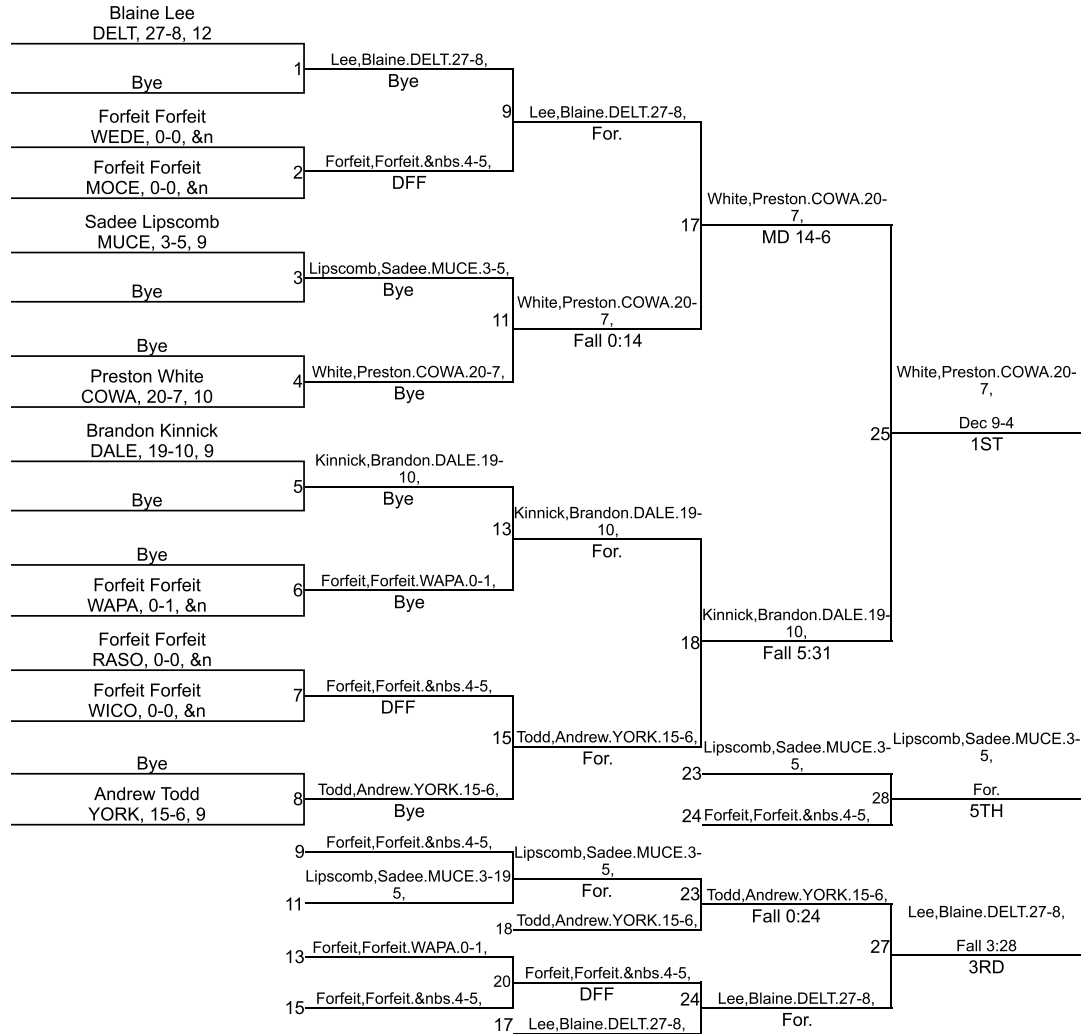 Blaine Lee
DELT, 27-8, 12
1
Lee,Blaine.DELT.27-8,
Bye
Bye
9
Lee,Blaine.DELT.27-8,
For.
Forfeit Forfeit
WEDE, 0-0, &n
2
Forfeit,Forfeit.&nbs.4-5,
DFF
Forfeit Forfeit
MOCE, 0-0, &n
17
White,Preston.COWA.20-
7,
MD 14-6
Sadee Lipscomb
MUCE, 3-5, 9
3
Lipscomb,Sadee.MUCE.3-5,
Bye
Bye
11
White,Preston.COWA.20-
7,
Fall 0:14
Bye
4
White,Preston.COWA.20-7,
Bye
Preston White
COWA, 20-7, 10
25
White,Preston.COWA.20-
7,
Dec 9-4
1ST
Brandon Kinnick
DALE, 19-10, 9
5
Kinnick,Brandon.DALE.19-
10,
Bye
Bye
13
Kinnick,Brandon.DALE.19-
10,
For.
Bye
6
Forfeit,Forfeit.WAPA.0-1,
Bye
Forfeit Forfeit
WAPA, 0-1, &n
18
Kinnick,Brandon.DALE.19-
10,
Fall 5:31
Forfeit Forfeit
RASO, 0-0, &n
7
Forfeit,Forfeit.&nbs.4-5,
DFF
Forfeit Forfeit
WICO, 0-0, &n
15
Todd,Andrew.YORK.15-6,
For.
Bye
8
Todd,Andrew.YORK.15-6,
Bye
Andrew Todd
YORK, 15-6, 9
23
Lipscomb,Sadee.MUCE.3-
5,
24
Forfeit,Forfeit.&nbs.4-5,
28
Lipscomb,Sadee.MUCE.3-
5,
For.
5TH
9
Forfeit,Forfeit.&nbs.4-5,
11
Lipscomb,Sadee.MUCE.3-
5,
19
Lipscomb,Sadee.MUCE.3-
5,
For.
18
Todd,Andrew.YORK.15-6,
23
Todd,Andrew.YORK.15-6,
Fall 0:24
13
Forfeit,Forfeit.WAPA.0-1,
15
Forfeit,Forfeit.&nbs.4-5,
20
Forfeit,Forfeit.&nbs.4-5,
DFF
17
Lee,Blaine.DELT.27-8,
24
Lee,Blaine.DELT.27-8,
For.
27
Lee,Blaine.DELT.27-8,
Fall 3:28
3RD